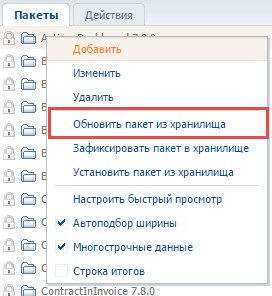 Пакеты
Действия
7.8.0
Добавить
Изменить
Удалить
Обновить пакет из хранилища
Зафиксировать пакет в хранилище
Установить пакет из хранилища
Настроить быстрый просмотр
Автоподбор ширины
Многострочные данные
Строка итогов
ContractInInvoice 7.8.0